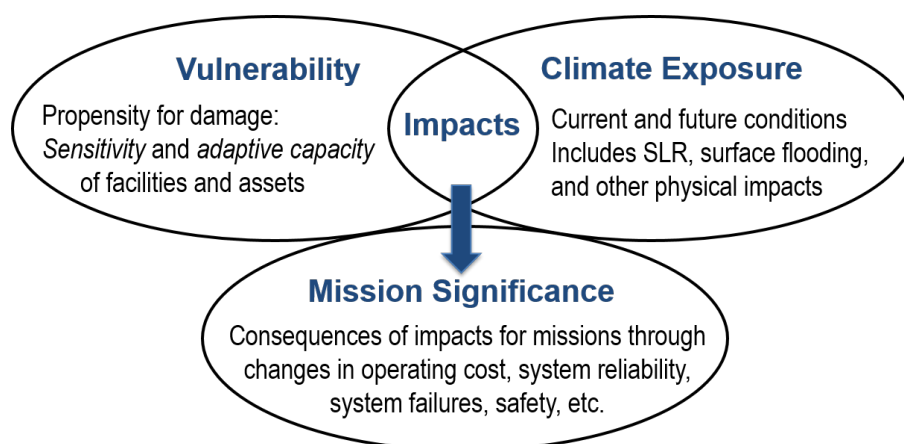 Vulnerability
Propensity for damage:
Sensitivity and adaptive capacity
of facilities and assets
Impacts
Climate Exposure
Current and future conditions
Includes SLR, surface flooding,
and other physical impacts
Mission Significance
Consequences of impacts for missions through
changes in operating cost, system reliability,
system failures, safety, etc.